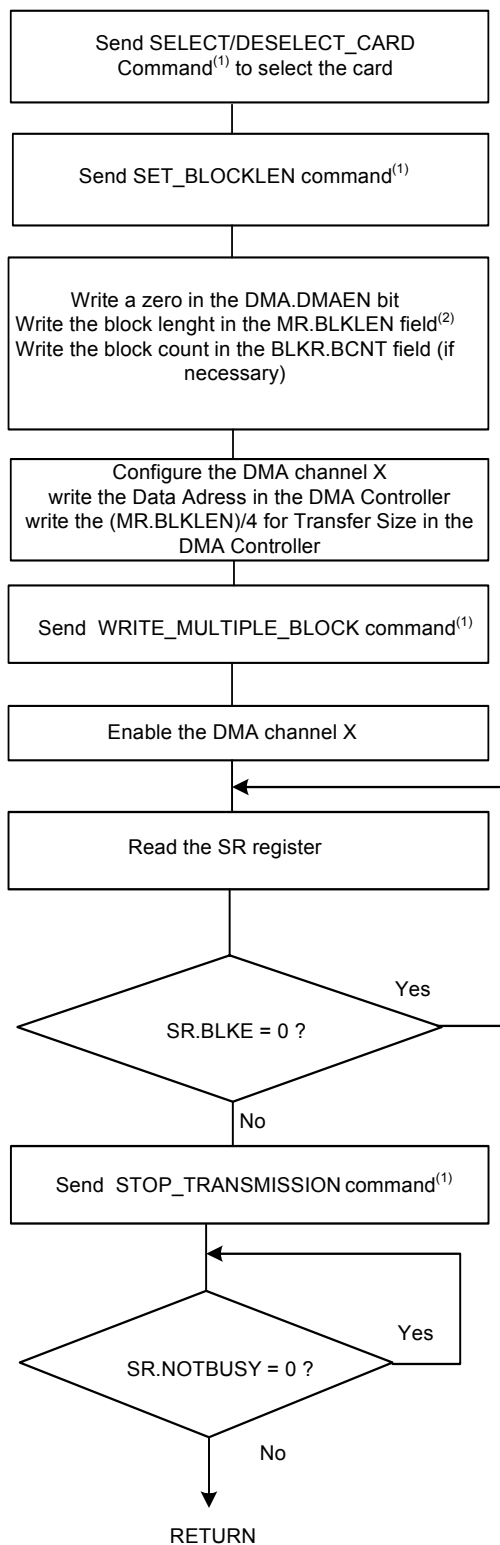 Send SELECT/DESELECT_CARD
Command(1) to select the card
Send SET_BLOCKLEN command(1)
Write a zero in the DMA.DMAEN bit
Write the block lenght in the MR.BLKLEN field(2)
Write the block count in the BLKR.BCNT field (if
necessary)
Configure the DMA channel X
write the Data Adress in the DMA Controller
write the (MR.BLKLEN)/4 for Transfer Size in the
DMA Controller
Send WRITE_MULTIPLE_BLOCK command(1)
Enable the DMA channel X
Read the SR register
Yes
SR.BLKE = 0 ?
No
Send STOP_TRANSMISSION command(1)
Yes
SR.NOTBUSY = 0 ?
No
RETURN